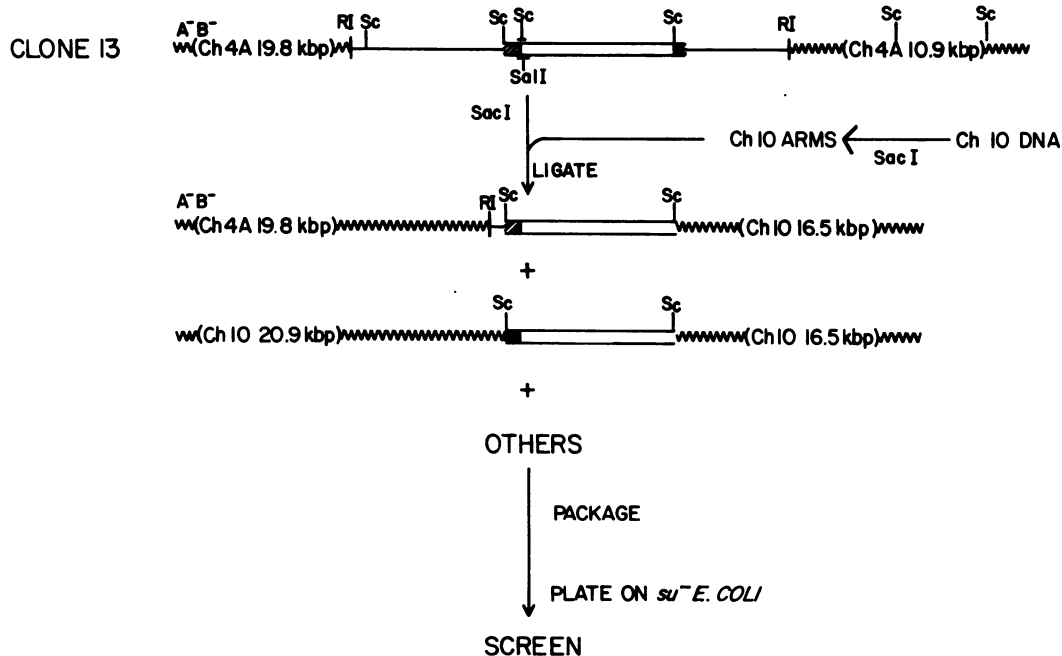 A⁻B⁻ RI Sc Sc Sc Sc RI Sc Sc
CLONE 13 (Ch 4A 19.8 kbp) (Ch 4A 10.9 kbp)
SalI
SacI
Ch 10 ARMS Ch 10 DNA
SacI
LIGATE
A⁻B⁻ RI Sc Sc
(Ch 4A 19.8 kbp) (Ch 10 16.5 kbp)
+
Sc Sc
(Ch 10 20.9 kbp) (Ch 10 16.5 kbp)
+
OTHERS
PACKAGE
PLATE ON su⁻ E. COLI
SCREEN